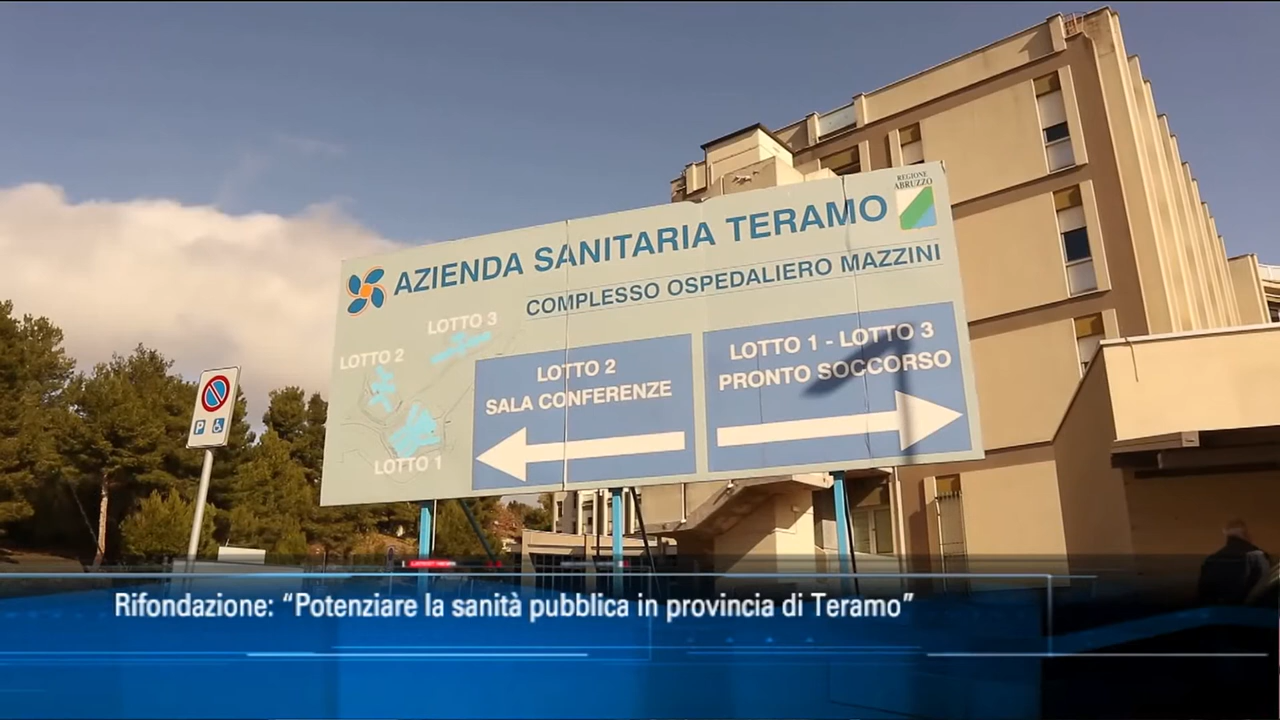 REGIONE
ABRUZZO
AZIENDA SANITARIA TERAMO
COMPLESSO OSPEDALIERO MAZZINI
LOTTO 3
LOTTO 2
LOTTO 1
LOTTO 2
SALA CONFERENZE
LOTTO 1 - LOTTO 3
PRONTO SOCCORSO
P
Rifondazione: “Potenziare la sanità pubblica in provincia di Teramo”